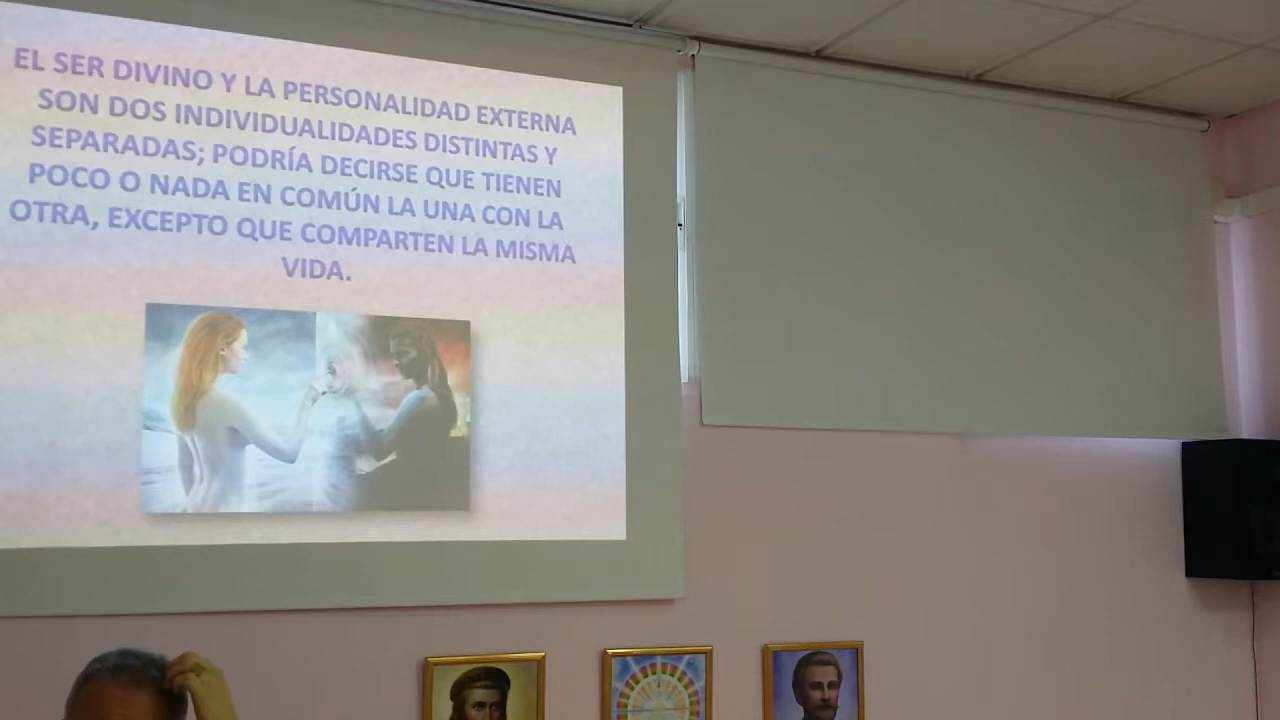 EL SER DIVINO Y LA PERSONALIDAD EXTERNA
SON DOS INDIVIDUALIDADES DISTINTAS Y
SEPARADAS; PODRÍA DECIRSE QUE TIENEN
POCO O NADA EN COMÚN LA UNA CON LA
OTRA, EXCEPTO QUE COMPARTEN LA MISMA
VIDA.